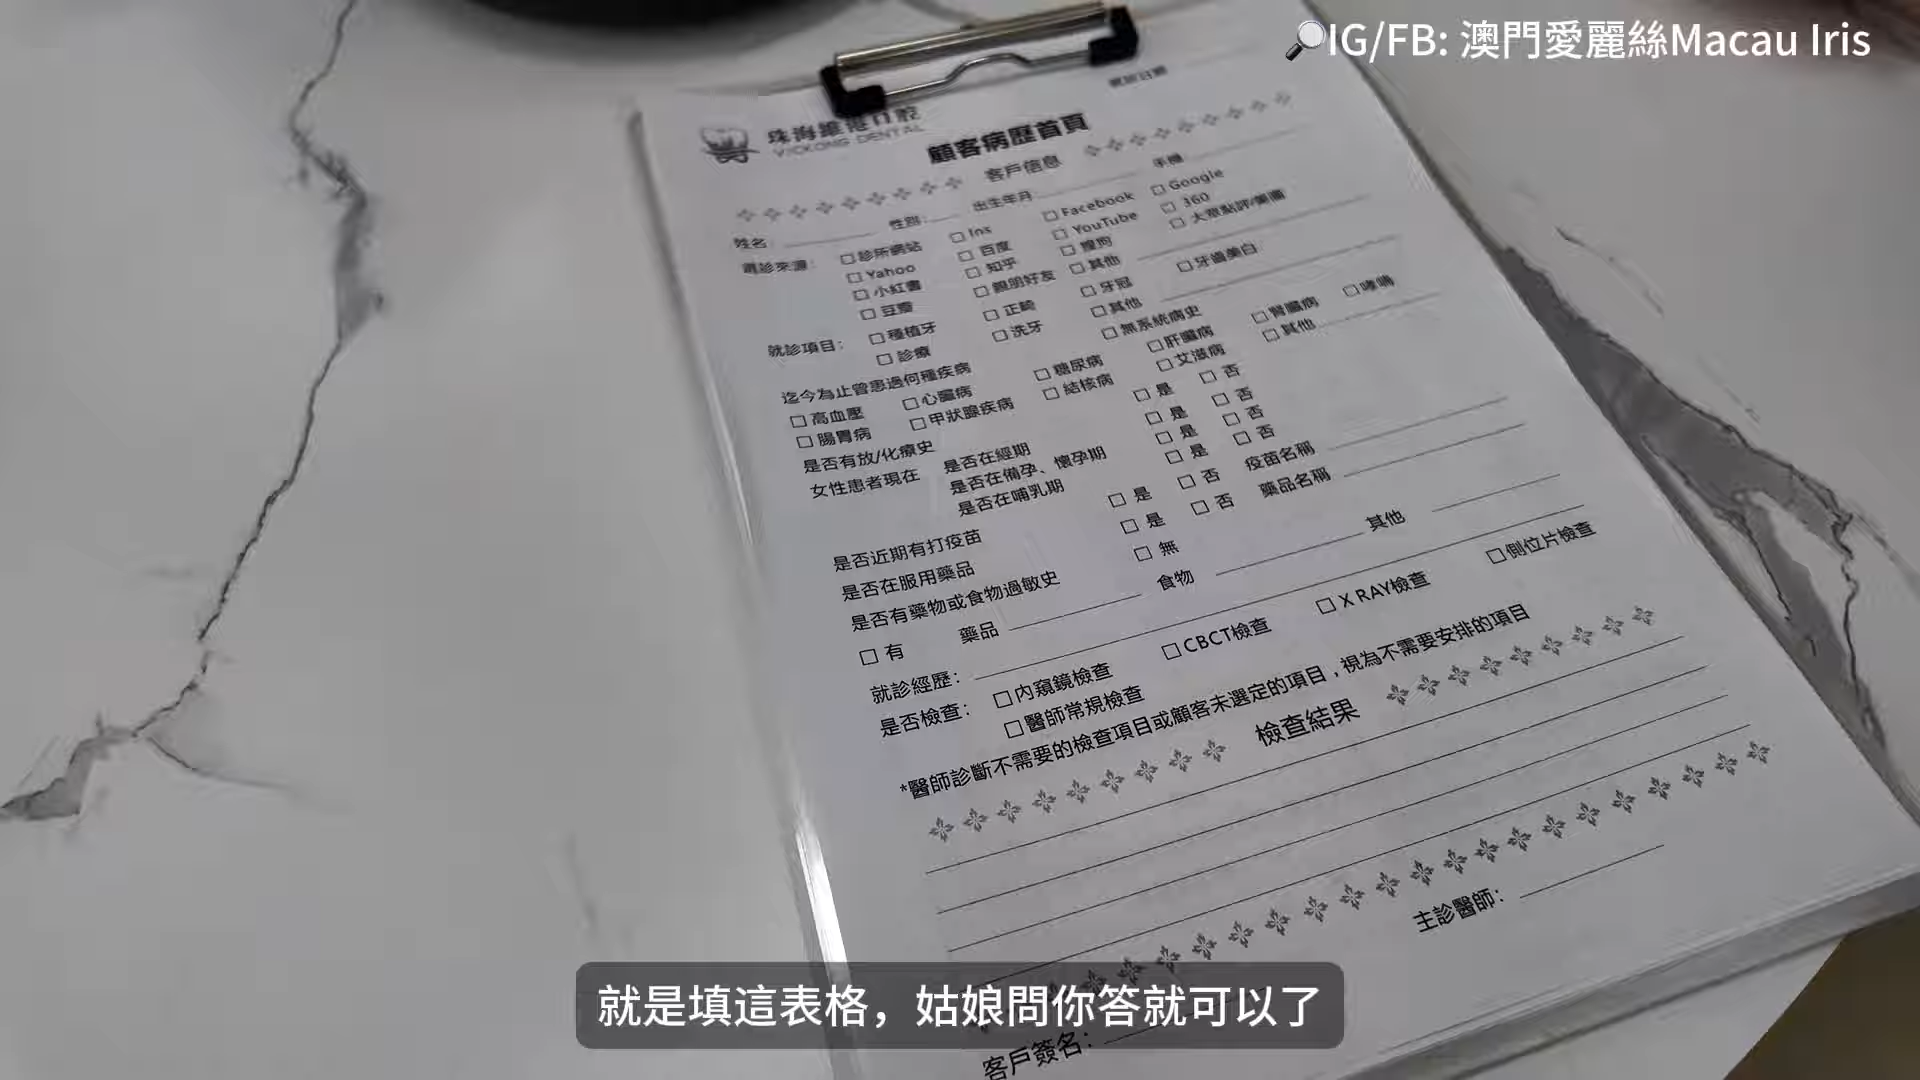 IG/FB: 澳門愛麗絲Macau Iris
就診日期
珠海維港口腔
VICKONG DENTAL
顧客病歷首頁
客戶信息
姓名: 性別: 出生年月 手機
就診來源: □ 診所網站 □ Ins □ Facebook □ Google
□ Yahoo □ 百度 □ YouTube □ 360
□ 小紅書 □ 知乎 □ 搜狗 □ 大眾點評/美團
□ 豆瓣 □ 親朋好友 □ 其他
就診項目: □ 種植牙 □ 正畸 □ 牙冠 □ 牙齒美白
□ 診療 □ 洗牙 □ 其他
迄今為止曾患過何種疾病 □ 無系統病史
□ 高血壓 □ 心臟病 □ 糖尿病 □ 肝臟病 □ 腎臟病 □ 哮喘
□ 腸胃病 □ 甲狀腺疾病 □ 結核病 □ 艾滋病 □ 其他
是否有放/化療史 □ 是 □ 否
女性患者現在 是否在經期 □ 是 □ 否
是否在備孕、懷孕期 □ 是 □ 否
是否在哺乳期 □ 是 □ 否
是否近期有打疫苗 □ 是 □ 否 疫苗名稱
是否在服用藥品 □ 是 □ 否 藥品名稱
是否有藥物或食物過敏史 □ 無
□ 有 藥品 食物 其他
就診經歷:
是否檢查: □ 內窺鏡檢查 □ CBCT檢查 □ X RAY檢查 □ 側位片檢查
□ 醫師常規檢查
*醫師診斷不需要的檢查項目或顧客未選定的項目,視為不需要安排的項目
檢查結果
主診醫師:
客戶簽名:
就是填這表格，姑娘問你答就可以了